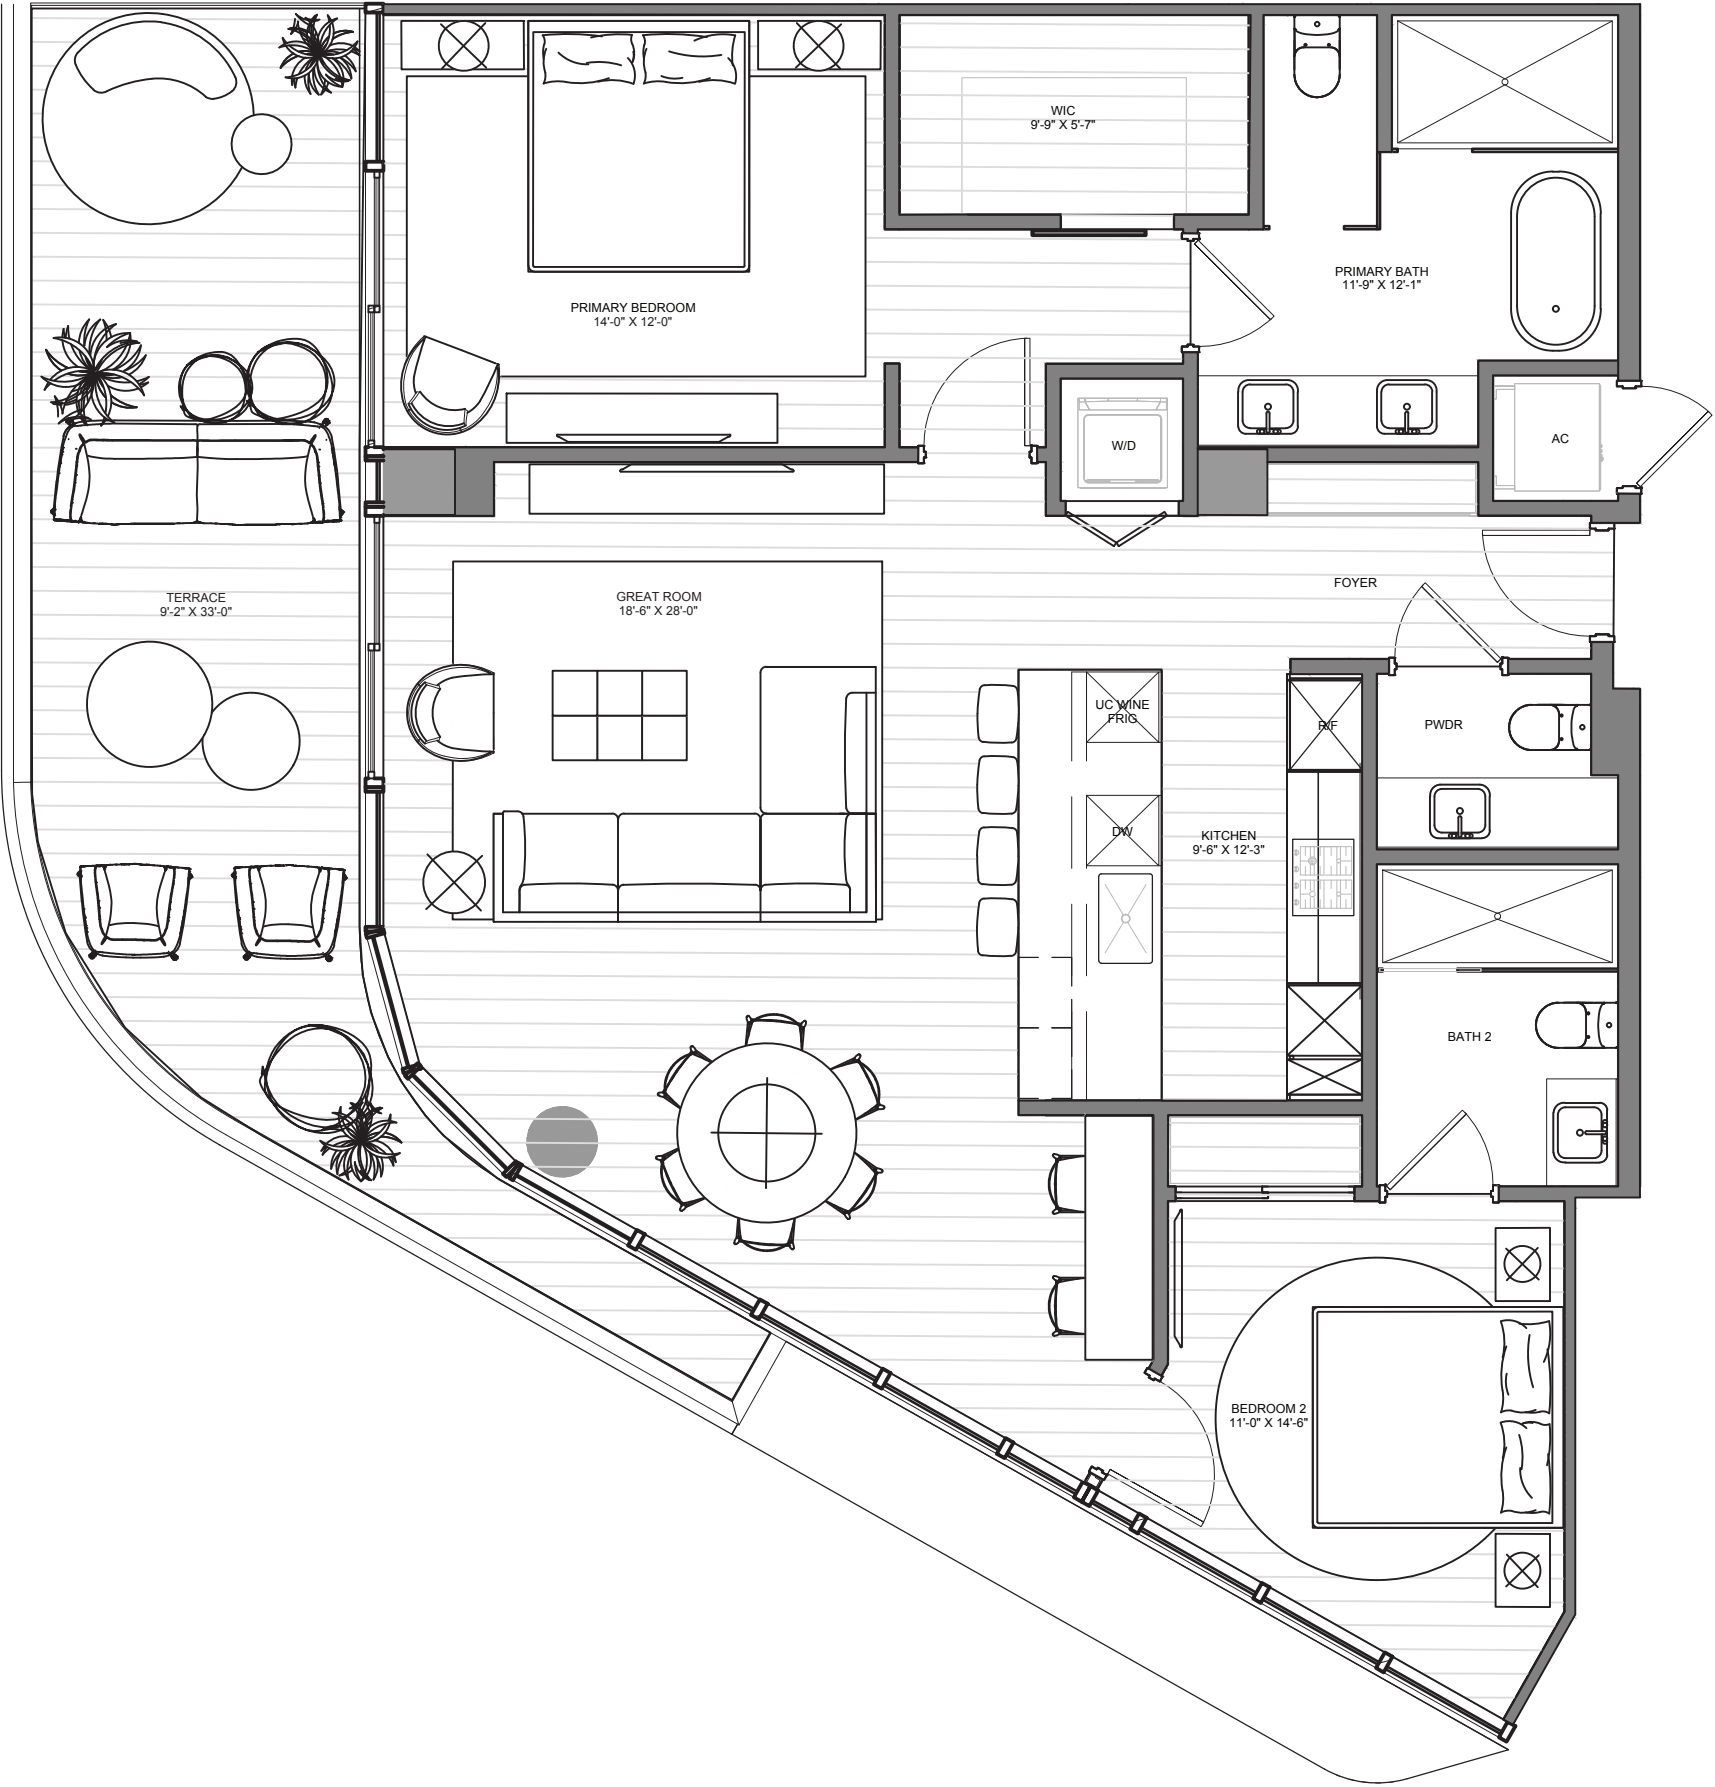 WIC
9'-9" X 5'-7"
PRIMARY BATH
11'-9" X 12'-1"
PRIMARY BEDROOM
14'-0" X 12'-0"
W/D
AC
FOYER
TERRACE
9'-2" X 33'-0"
GREAT ROOM
18'-6" X 28'-0"
UC WINE
FRIG
R/F
PWDR
DW
KITCHEN
9'-6" X 12'-3"
BATH 2
BEDROOM 2
11'-0" X 14'-6"